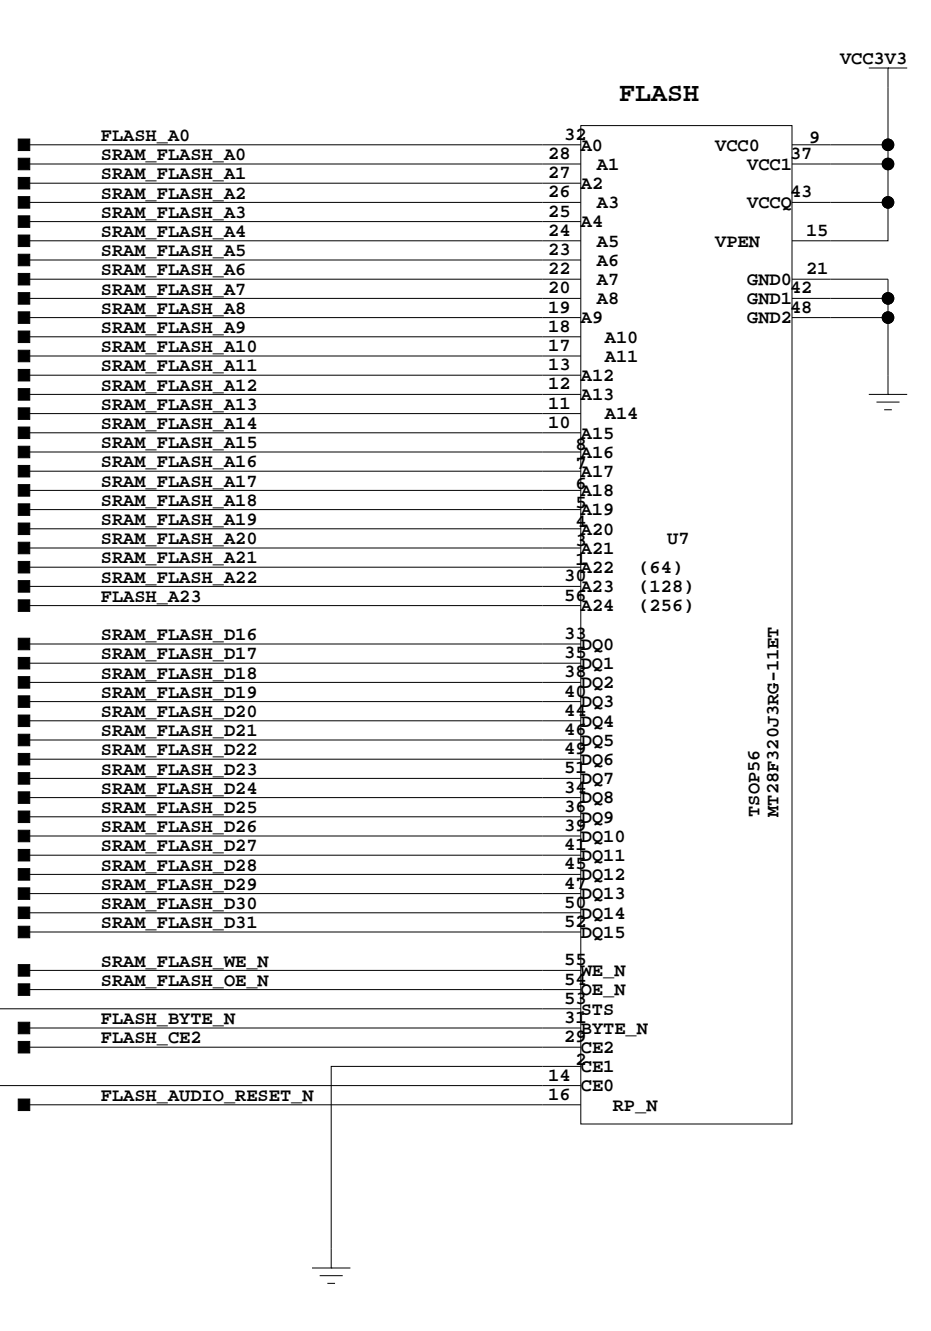 VCC3V3
FLASH
FLASH_A0 32 A0 VCC0 9
SRAM_FLASH_A0 28 A1 VCC1 37
SRAM_FLASH_A1 27 A2
SRAM_FLASH_A2 26 A3 VCCQ 43
SRAM_FLASH_A3 25 A4
SRAM_FLASH_A4 24 A5 VPEN 15
SRAM_FLASH_A5 23 A6
SRAM_FLASH_A6 22 A7 GND0 21
SRAM_FLASH_A7 20 A8 GND1 42
SRAM_FLASH_A8 19 A9 GND2 48
SRAM_FLASH_A9 18 A10
SRAM_FLASH_A10 17 A11
SRAM_FLASH_A11 13 A12
SRAM_FLASH_A12 12 A13
SRAM_FLASH_A13 11 A14
SRAM_FLASH_A14 10 A15
SRAM_FLASH_A15 8 A16
SRAM_FLASH_A16 7 A17
SRAM_FLASH_A17 6 A18
SRAM_FLASH_A18 5 A19
SRAM_FLASH_A19 4 A20
SRAM_FLASH_A20 3 A21 U7
SRAM_FLASH_A21 1 A22 (64)
SRAM_FLASH_A22 30 A23 (128)
FLASH_A23 56 A24 (256)
SRAM_FLASH_D16 33 DQ0
SRAM_FLASH_D17 35 DQ1
SRAM_FLASH_D18 38 DQ2
SRAM_FLASH_D19 40 DQ3
SRAM_FLASH_D20 44 DQ4
SRAM_FLASH_D21 46 DQ5
SRAM_FLASH_D22 49 DQ6
SRAM_FLASH_D23 51 DQ7
SRAM_FLASH_D24 34 DQ8
SRAM_FLASH_D25 36 DQ9
SRAM_FLASH_D26 39 DQ10
SRAM_FLASH_D27 41 DQ11
SRAM_FLASH_D28 45 DQ12
SRAM_FLASH_D29 47 DQ13
SRAM_FLASH_D30 50 DQ14
SRAM_FLASH_D31 52 DQ15
TSOP56
MT28F320J3RG-11ET
SRAM_FLASH_WE_N 55 WE_N
SRAM_FLASH_OE_N 54 OE_N
53 STS
FLASH_BYTE_N 31 BYTE_N
FLASH_CE2 29 CE2
2 CE1
14 CE0
FLASH_AUDIO_RESET_N 16 RP_N